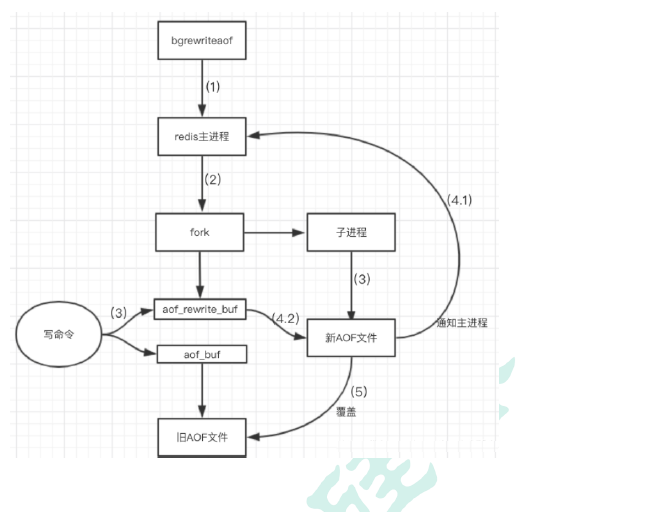 bgrewriteaof
(1)
redis主进程
(2)
(4.1)
fork
子进程
(3)
(3)
aof_rewrite_buf
(4.2)
写命令
通知主进程
新AOF文件
aof_buf
(5)
覆盖
旧AOF文件